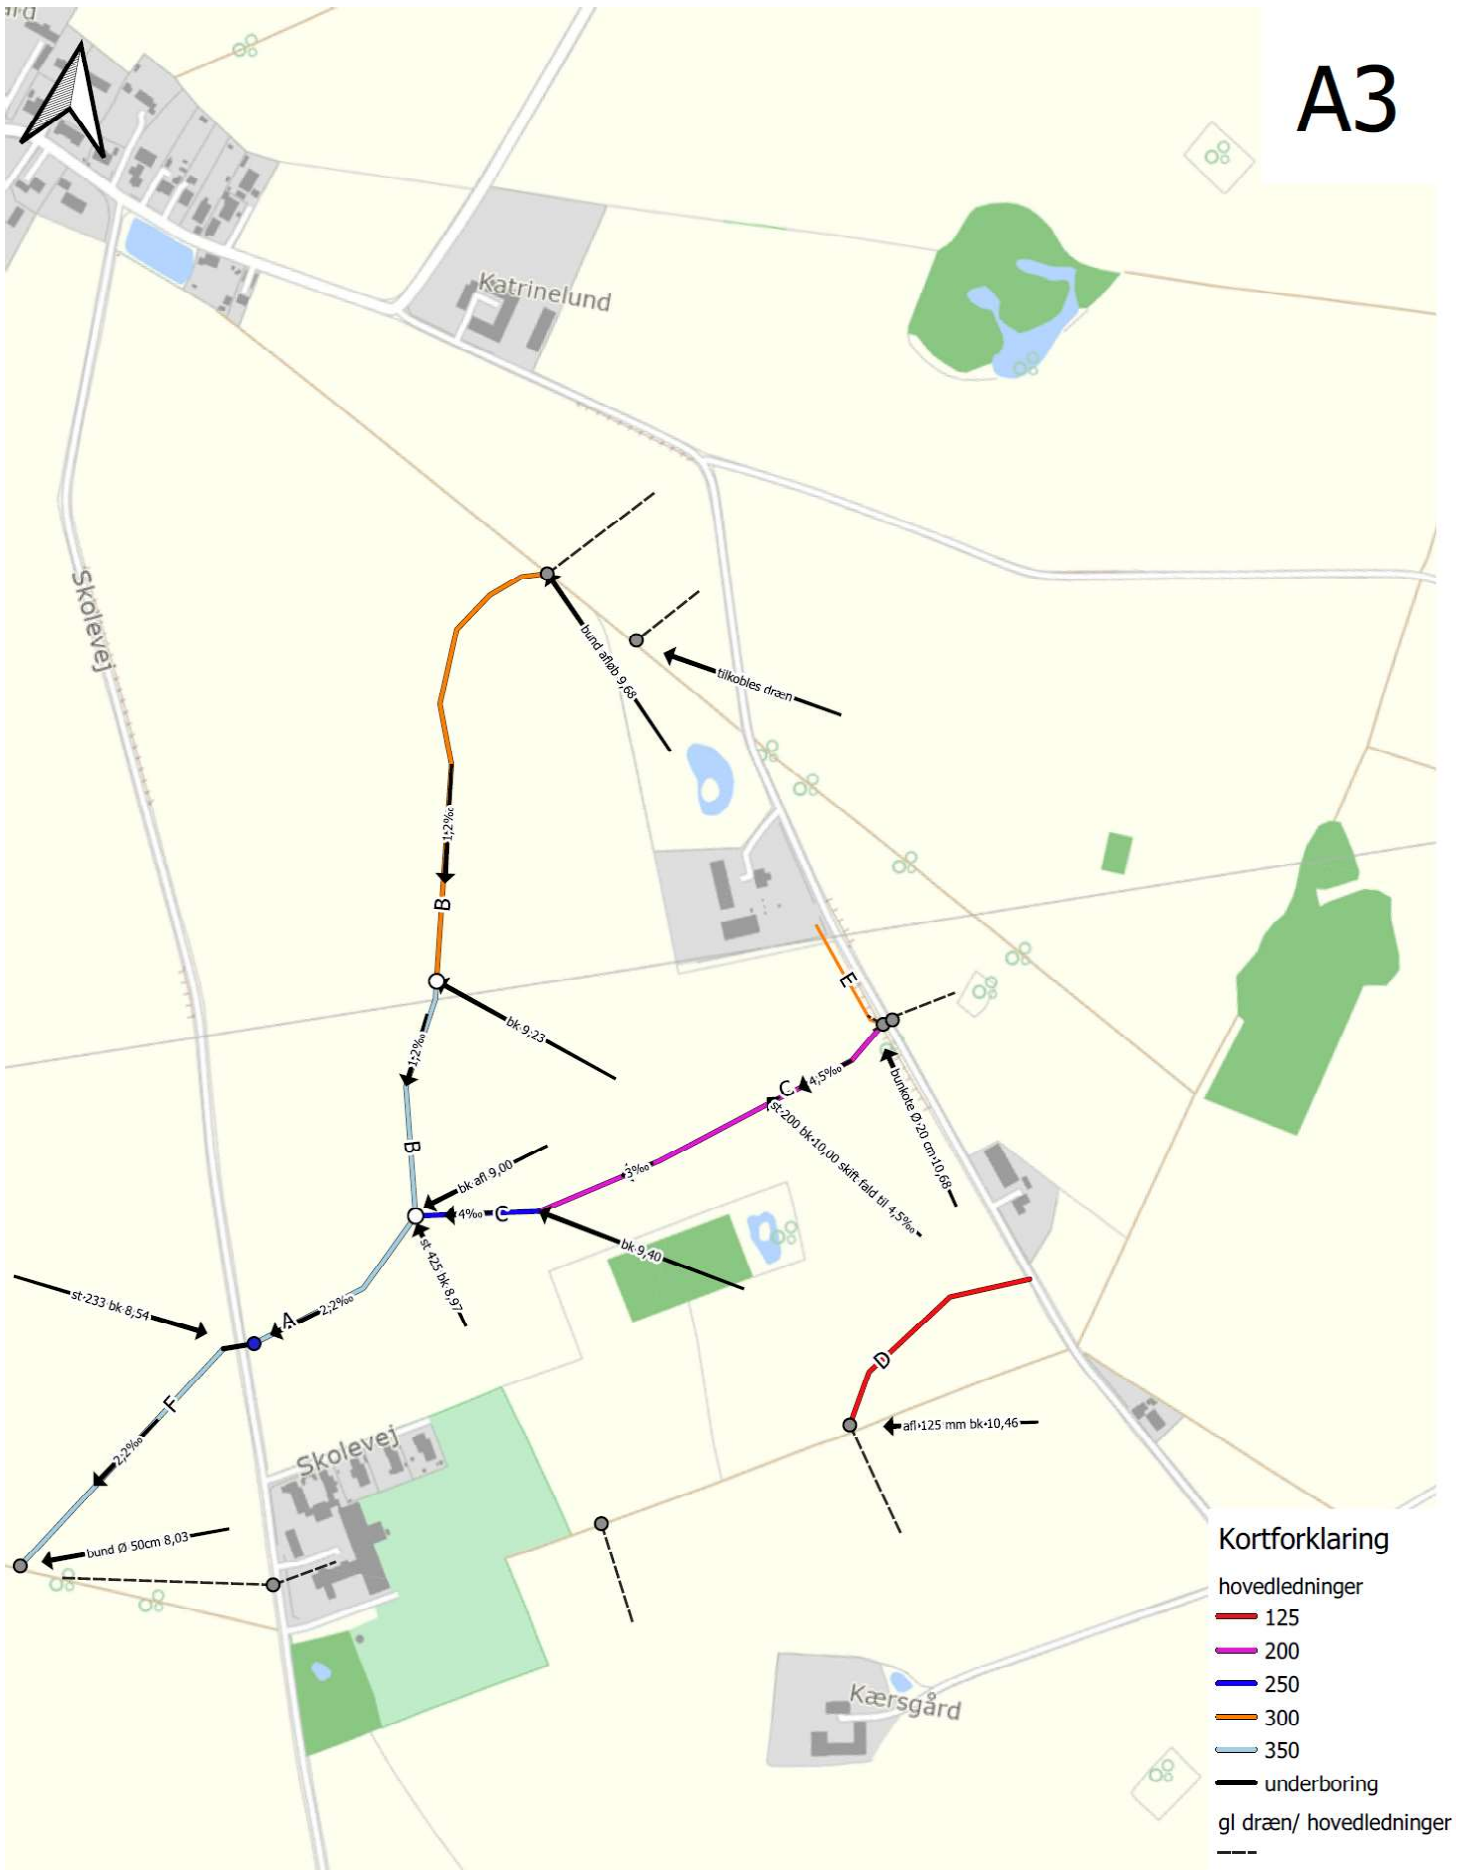 A3
Katrinelund
Skolevej
bund afløb 9,68
tilkobles dræn
1,2‰
B
E
bk 9,23
1,2‰
4,5‰
C
bunkote Ø 20 cm 10,68
st 200 bk 10,00 skift fald til 4,5‰
B
bk afl 9,00
3‰
4‰
C
bk 9,40
st 425 bk 8,97
st 233 bk 8,54
A
2,2‰
D
F
afl 125 mm bk 10,46
2,2‰
Skolevej
bund Ø 50cm 8,03
Kærsgård
Kortforklaring
hovedledninger
125
200
250
300
350
underboring
gl dræn/ hovedledninger